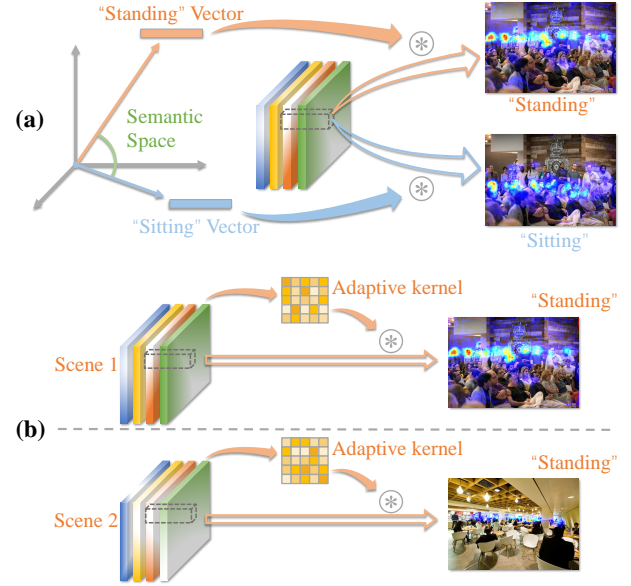 “Standing” Vector
(a)
Semantic
Space
“Standing”
“Sitting” Vector
“Sitting”
Adaptive kernel
“Standing”
Scene 1
(b)
Adaptive kernel
“Standing”
Scene 2